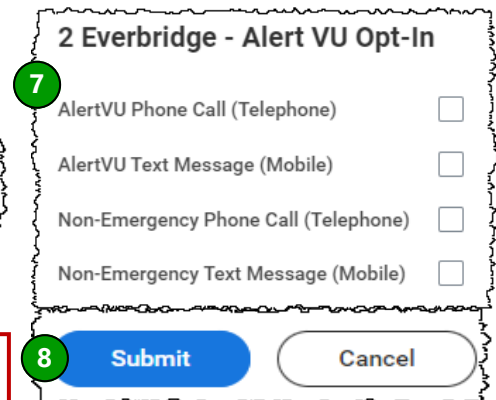 2 Everbridge - Alert VU Opt-In
7
AlertVU Phone Call (Telephone)
AlertVU Text Message (Mobile)
Non-Emergency Phone Call (Telephone)
Non-Emergency Text Message (Mobile)
8 Submit Cancel